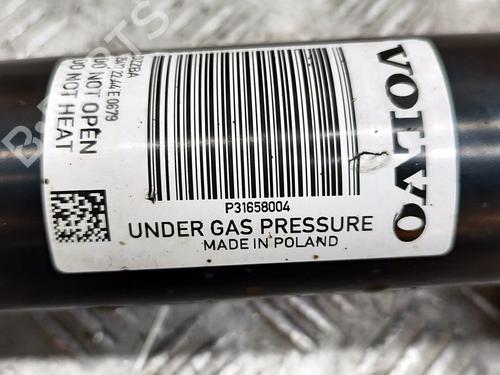 VOLVO
DO NOT OPEN
DO NOT HEAT
P31658004
UNDER GAS PRESSURE
MADE IN POLAND